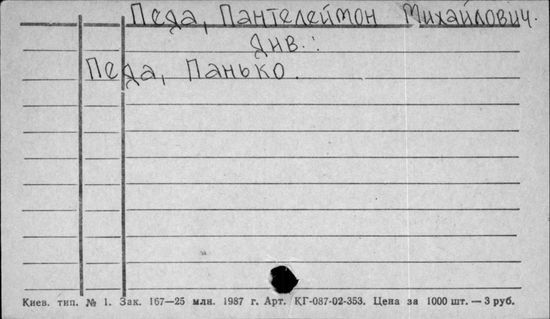 Педа, Пантелеймон Михайлович.
Див.:
Педа, Панько.
Киев. тип. № 1. Зак. 167—25 млн. 1987 г. Арт. КГ-087-02-353. Цена за 1000 шт. — 3 руб.